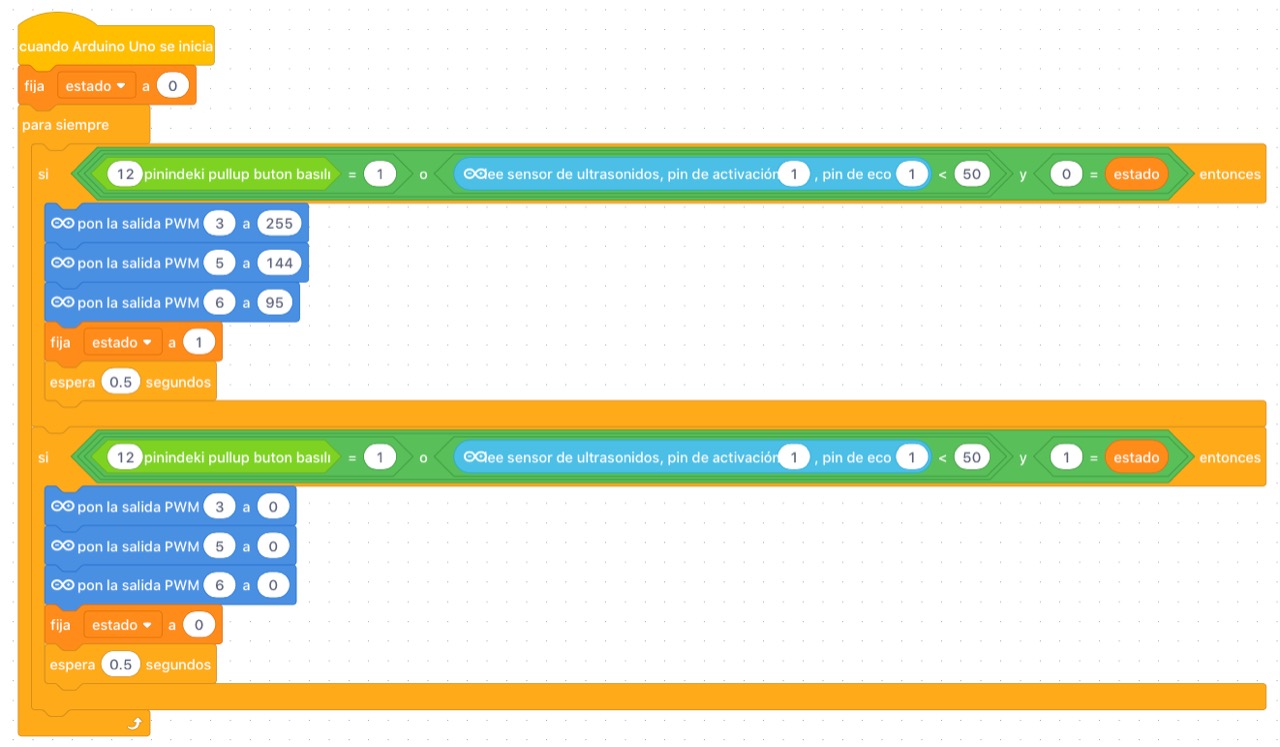 cuando Arduino Uno se inicia
fija estado a 0
para siempre
si 12 pinindeki pullup buton basılı = 1 o lee sensor de ultrasonidos, pin de activación 1 , pin de eco 1 < 50 y 0 = estado entonces
pon la salida PWM 3 a 255
pon la salida PWM 5 a 144
pon la salida PWM 6 a 95
fija estado a 1
espera 0.5 segundos
si 12 pinindeki pullup buton basılı = 1 o lee sensor de ultrasonidos, pin de activación 1 , pin de eco 1 < 50 y 1 = estado entonces
pon la salida PWM 3 a 0
pon la salida PWM 5 a 0
pon la salida PWM 6 a 0
fija estado a 0
espera 0.5 segundos